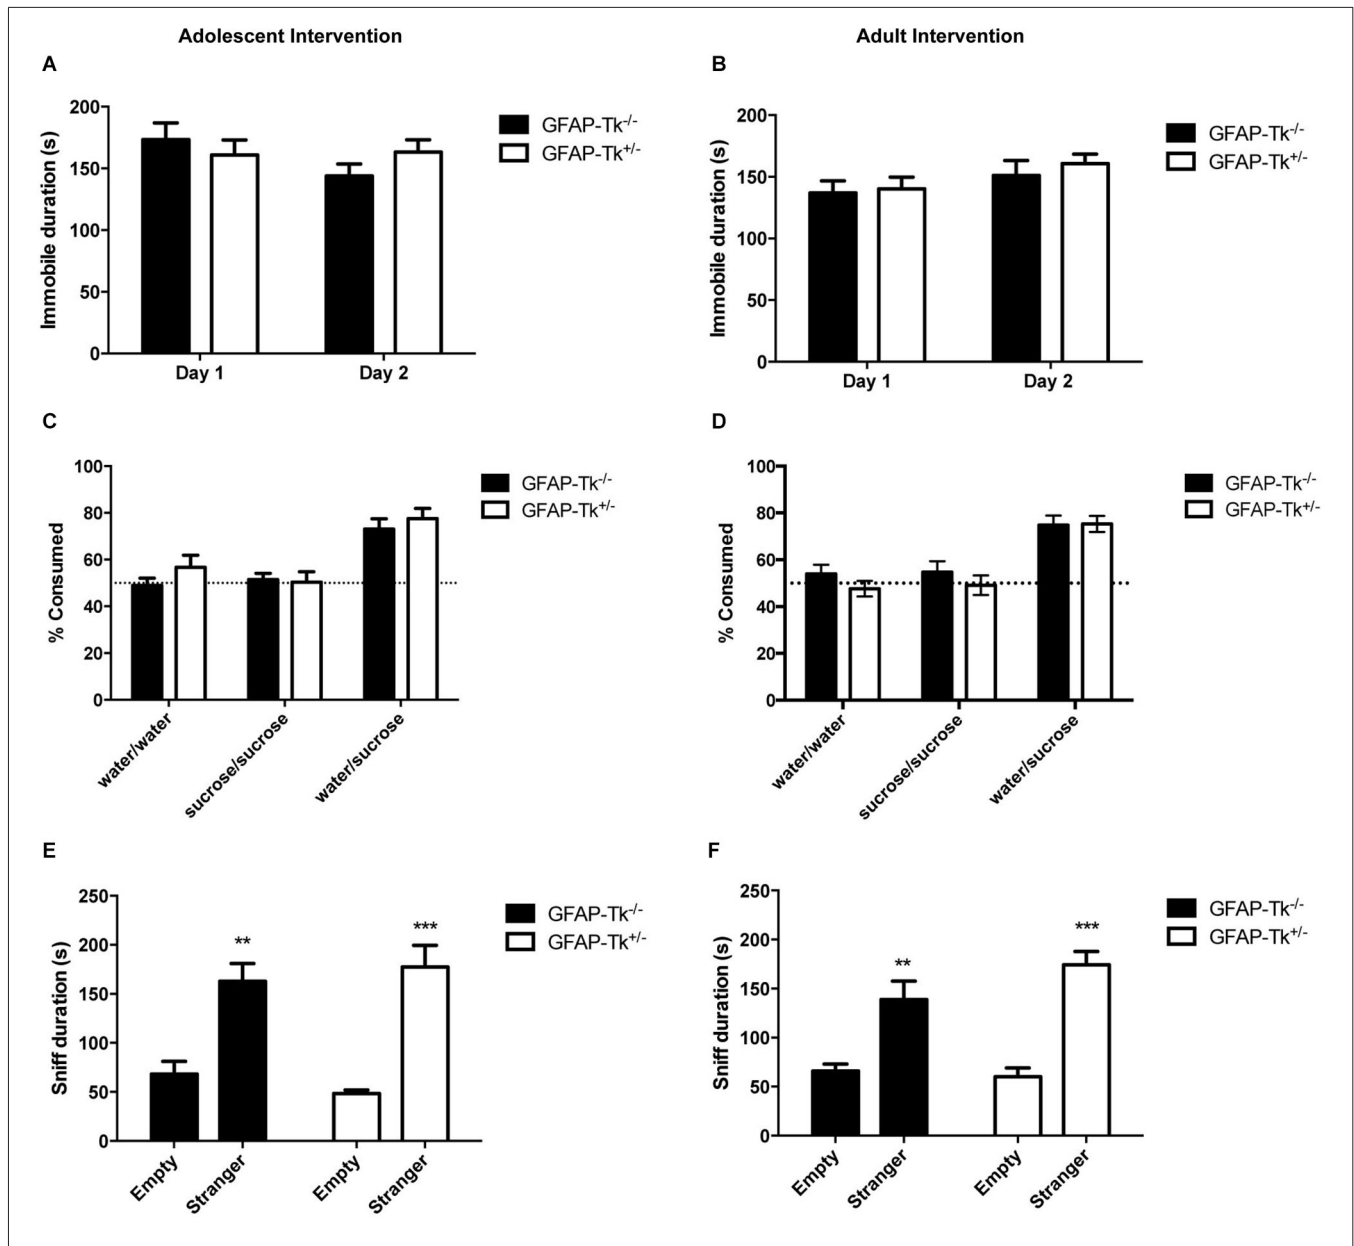 Adolescent Intervention
Adult Intervention
A
Immobile duration (s)
200
150
100
50
0
Day 1
Day 2
GFAP-Tk-/-
GFAP-Tk+/-
B
Immobile duration (s)
200
150
100
50
0
Day 1
Day 2
GFAP-Tk-/-
GFAP-Tk+/-
C
% Consumed
100
80
60
40
20
0
water/water
sucrose/sucrose
water/sucrose
GFAP-Tk-/-
GFAP-Tk+/-
D
% Consumed
100
80
60
40
20
0
water/water
sucrose/sucrose
water/sucrose
GFAP-Tk-/-
GFAP-Tk+/-
E
Sniff duration (s)
250
200
150
100
50
0
**
***
Empty
Stranger
Empty
Stranger
GFAP-Tk-/-
GFAP-Tk+/-
F
Sniff duration (s)
250
200
150
100
50
0
**
***
Empty
Stranger
Empty
Stranger
GFAP-Tk-/-
GFAP-Tk+/-